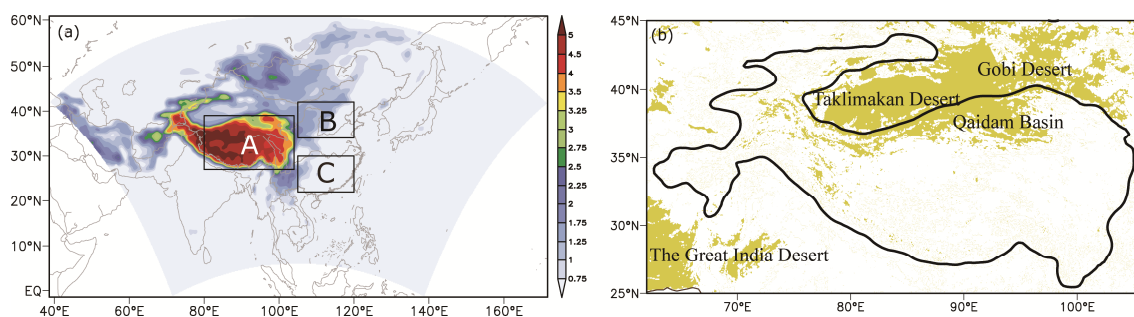 (a)
60°N
50°N
40°N
30°N
20°N
10°N
EQ
40°E
60°E
80°E
100°E
120°E
140°E
160°E
A
B
C
5
4.5
4
3.5
3
2.75
2.5
2.25
2
1.75
1.5
1.25
1
0.75
(b)
45°N
40°N
35°N
30°N
25°N
70°E
80°E
90°E
100°E
Gobi Desert
Taklimakan Desert
Qaidam Basin
The Great India Desert